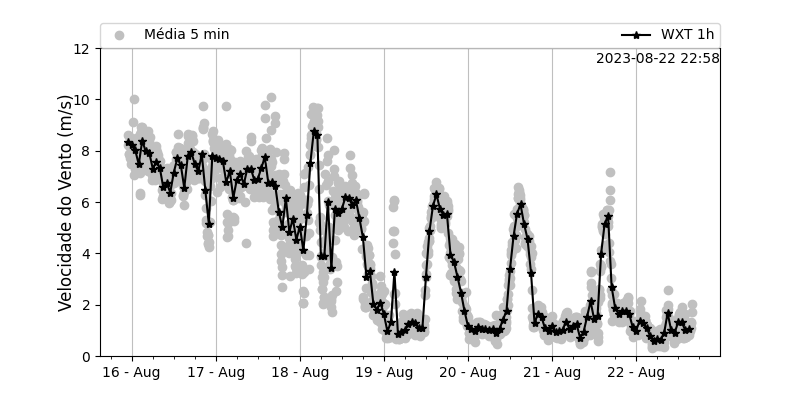 Média 5 min
WXT 1h
2023-08-22 22:58
Velocidade do Vento (m/s)
12
10
8
6
4
2
0
16 - Aug
17 - Aug
18 - Aug
19 - Aug
20 - Aug
21 - Aug
22 - Aug